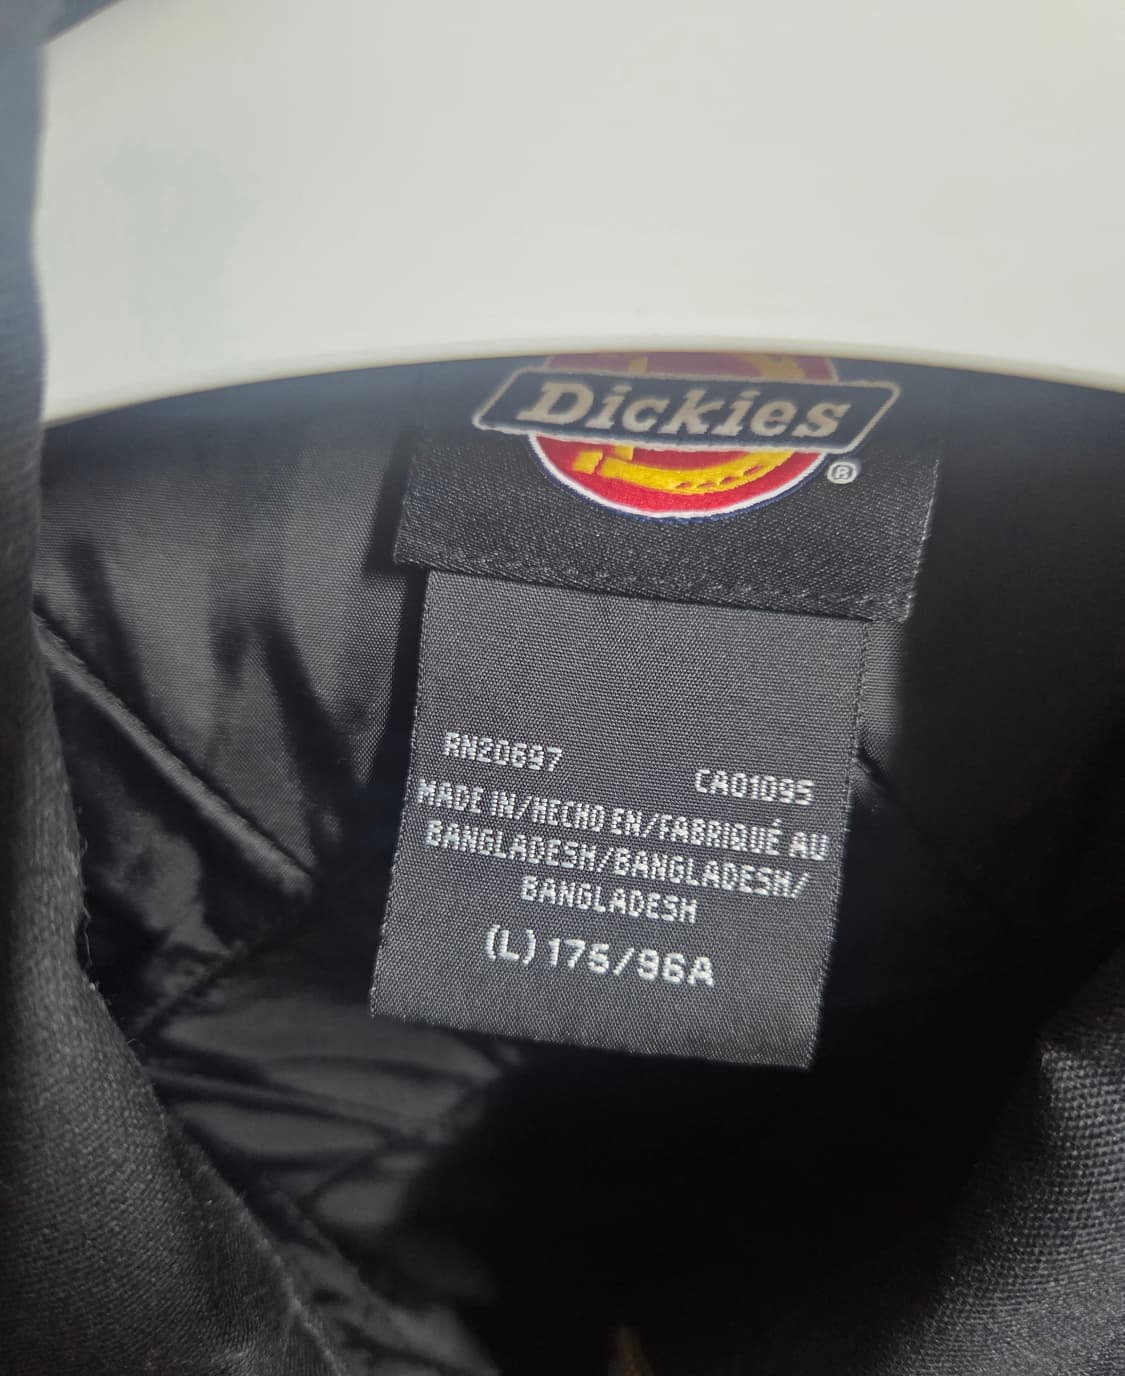 Dickies
®
RN20697
CA01095
MADE IN/HECHO EN/FABRIQUÉ AU
BANGLADESH/BANGLADESH/
BANGLADESH
(L)175/96A